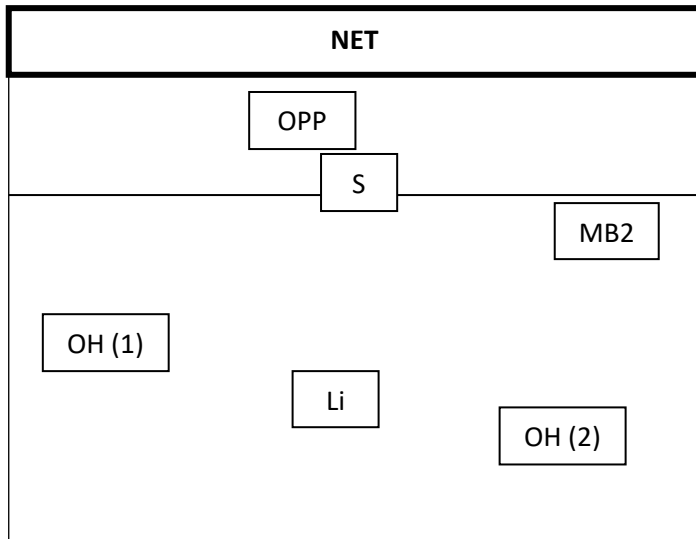 NET
OPP
S
MB2
OH (1)
Li
OH (2)